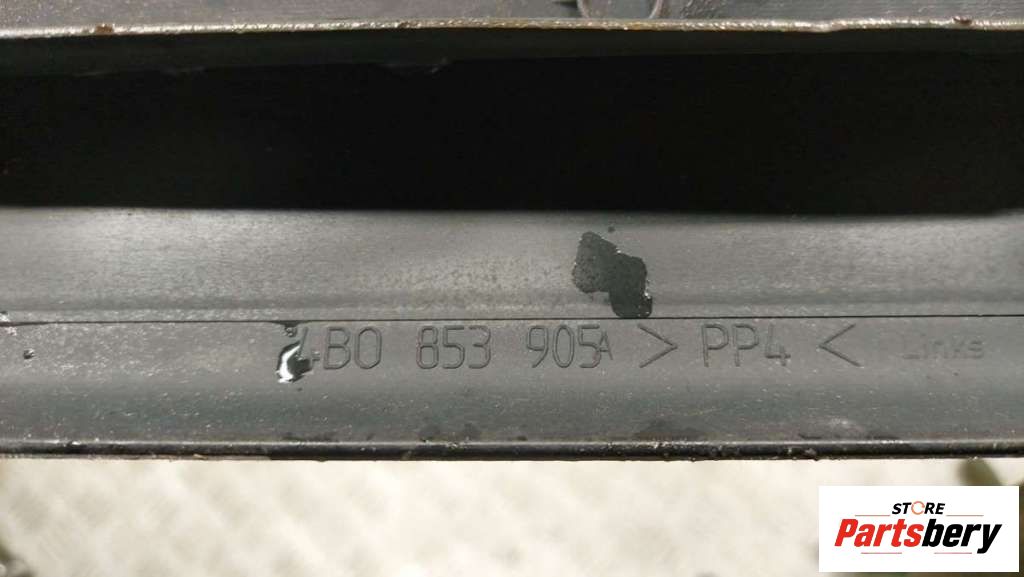 4B0 853 905A > PP4 < Links
STORE
Partsbery